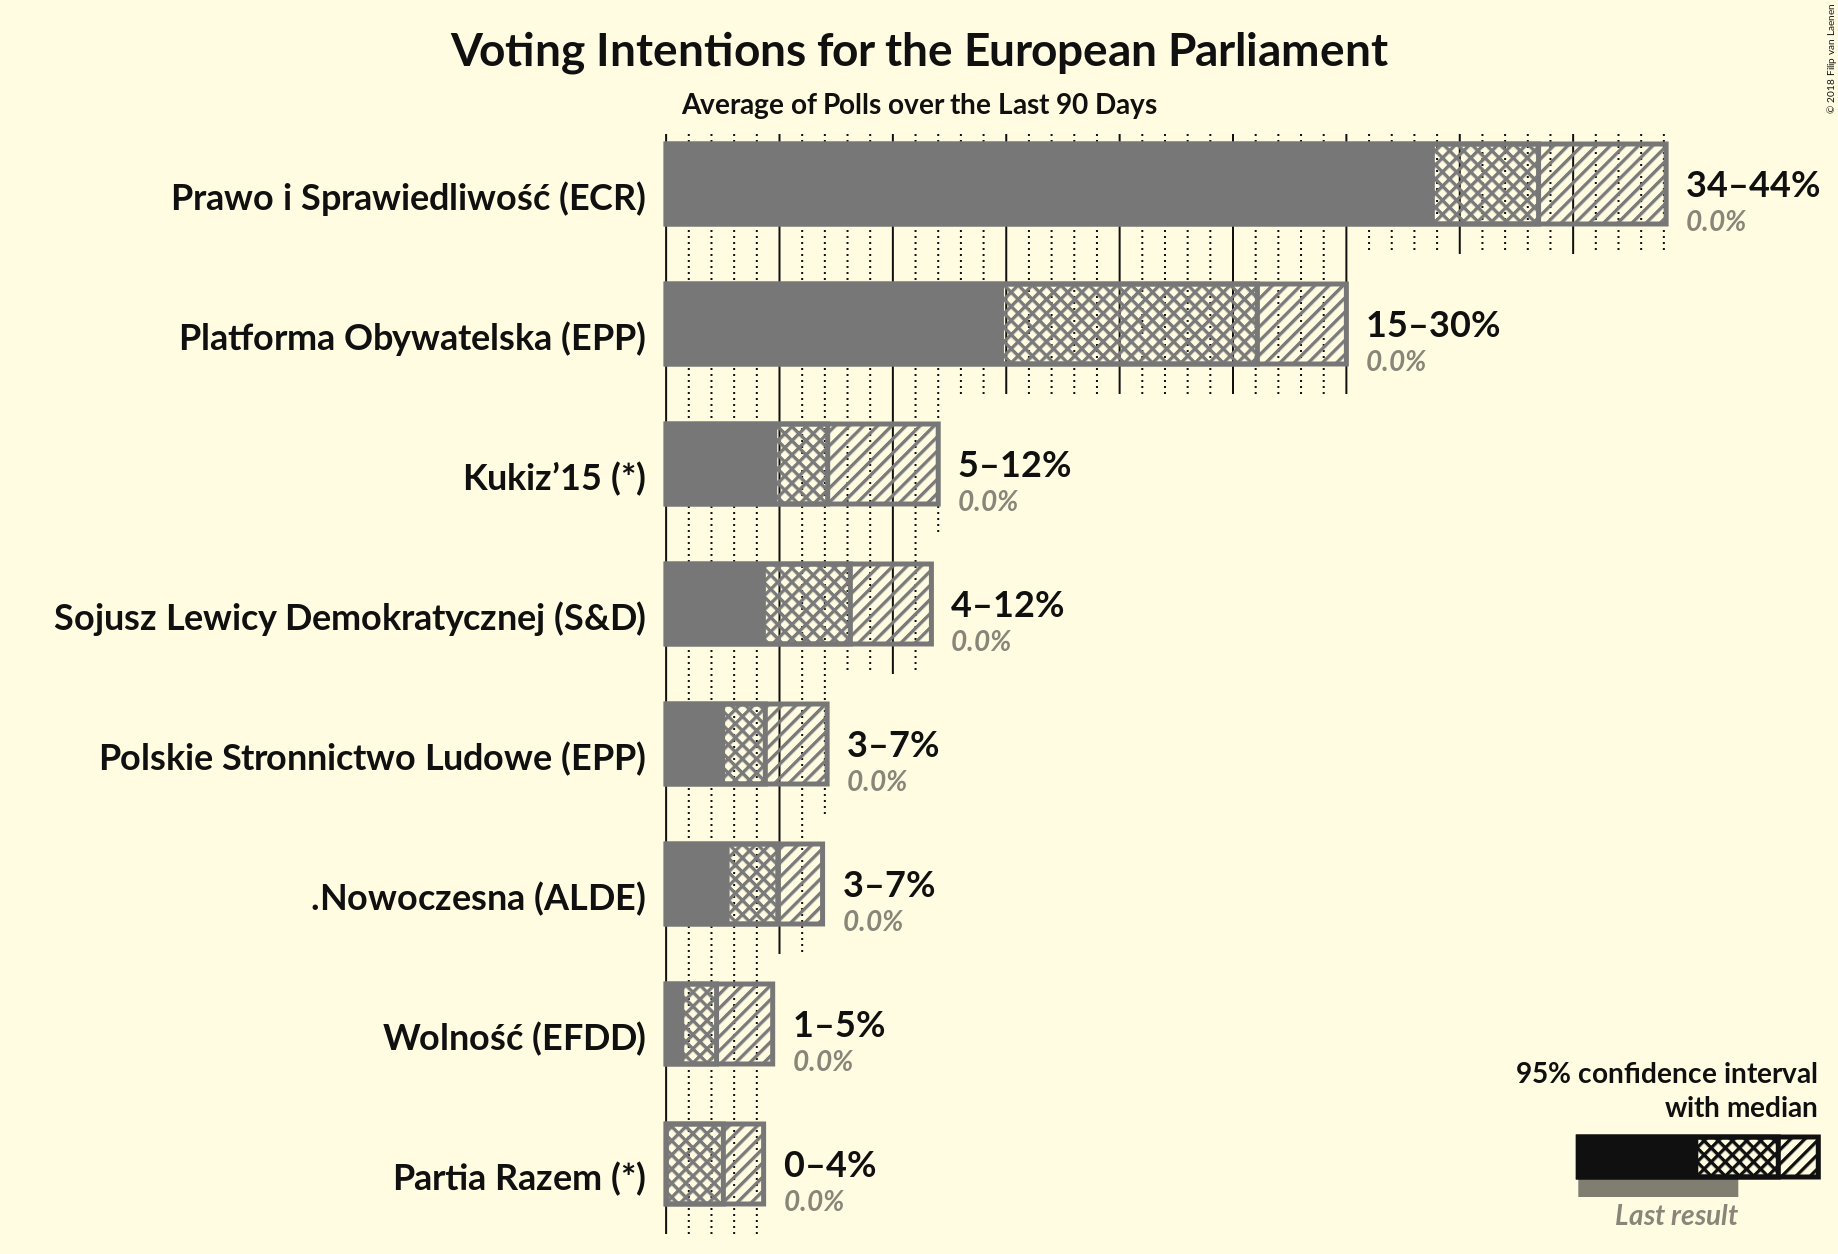 Voting Intentions for the European Parliament
Average of Polls over the Last 90 Days
© 2018 Filip van Laenen
Prawo i Sprawiedliwość (ECR)
34–44%
0.0%
Platforma Obywatelska (EPP)
15–30%
0.0%
Kukiz’15 (*)
5–12%
0.0%
Sojusz Lewicy Demokratycznej (S&D)
4–12%
0.0%
Polskie Stronnictwo Ludowe (EPP)
3–7%
0.0%
.Nowoczesna (ALDE)
3–7%
0.0%
Wolność (EFDD)
1–5%
0.0%
Partia Razem (*)
0–4%
0.0%
95% confidence interval
with median
Last result